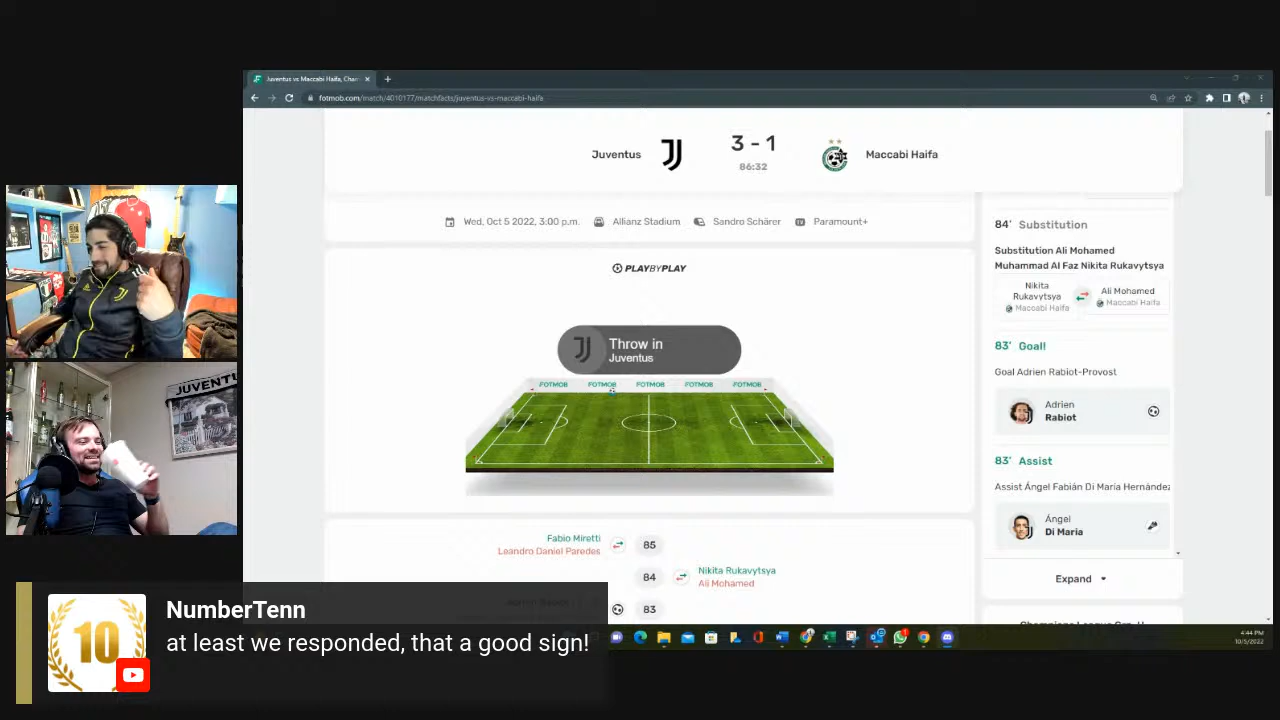 Juventus vs Maccabi Haifa, Cha
fotmob.com/match/4010177/matchfacts/juventus-vs-maccabi-haifa
Juventus
3 - 1
86:32
Maccabi Haifa
Wed, Oct 5 2022, 3:00 p.m.
Allianz Stadium
Sandro Schärer
Paramount+
PLAYBYPLAY
Throw in
Juventus
FOTMOB FOTMOB FOTMOB FOTMOB FOTMOB
Fabio Miretti
Leandro Daniel Paredes
85
84
Nikita Rukavytsya
Ali Mohamed
83
84' Substitution
Substitution Ali Mohamed
Muhammad Al Faz Nikita Rukavytsya
Nikita
Rukavytsya
Maccabi Haifa
Ali Mohamed
Maccabi Haifa
83' Goal!
Goal Adrien Rabiot-Provost
Adrien
Rabiot
83' Assist
Assist Ángel Fabián Di María Hernández
Ángel
Di Maria
Expand
4:44 PM
10/5/2022
JUVENTU
NumberTenn
10
at least we responded, that a good sign!